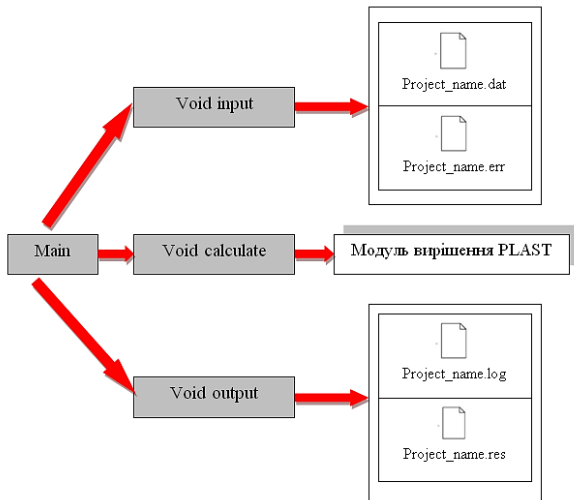 Project_name.dat
Void input
Project_name.err
Main
Void calculate
Модуль вирішення PLAST
Project_name.log
Void output
Project_name.res